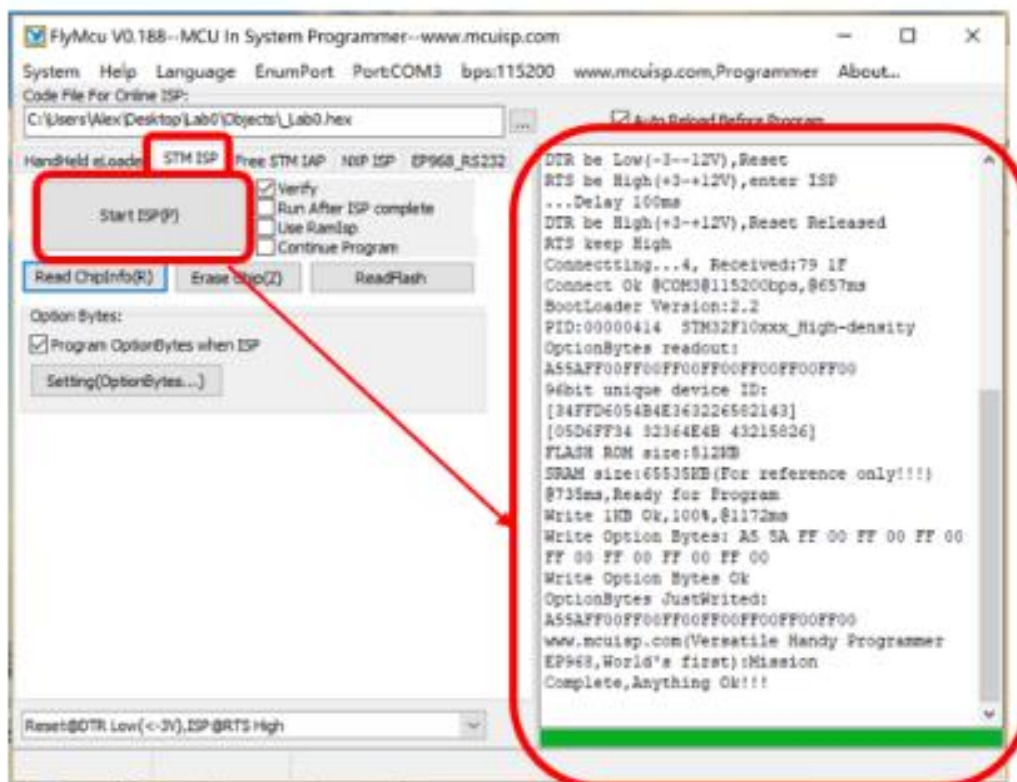 FlyMcu V0.188--MCU In System Programmer--www.mcuisp.com
System Help Language EnumPort Port:COM3 bps:115200 www.mcuisp.com,Programmer About...
Code File For Online ISP:
C:\Users\Alex\Desktop\Lab0\Objects\_Lab0.hex
...
Auto Reload Before Program
HandHeld eLoader STM ISP Free STM IAP NXP ISP EP968_RS232
Start ISP(P)
Verify
Run After ISP complete
Use RamIsp
Continue Program
Read ChipInfo(R) Erase Chip(Z) ReadFlash
Option Bytes:
Program OptionBytes when ISP
Setting(OptionBytes...)
Reset@DTR Low(<-3V),ISP@RTS High
DTR be Low(-3--12V),Reset
RTS be High(+3-+12V),enter ISP
...Delay 100ms
DTR be High(+3-+12V),Reset Released
RTS keep High
Connectting...4, Received:79 1F
Connect Ok @COM3@115200bps,@657ms
BootLoader Version:2.2
PID:00000414 STM32F10xxx_High-density
OptionBytes readout:
A55AFF00FF00FF00FF00FF00FF00FF00
96bit unique device ID:
[34FFD6054B4E363226582143]
[05D6FF34 32364E4B 43215826]
FLASH ROM size:512KB
SRAM size:65535KB(For reference only!!!)
@735ms,Ready for Program
Write 1KB Ok,100%,@1172ms
Write Option Bytes: A5 5A FF 00 FF 00 FF 00
FF 00 FF 00 FF 00 FF 00
Write Option Bytes Ok
OptionBytes JustWrited:
A55AFF00FF00FF00FF00FF00FF00FF00
www.mcuisp.com(Versatile Handy Programmer
EP968,World's first):Mission
Complete,Anything Ok!!!